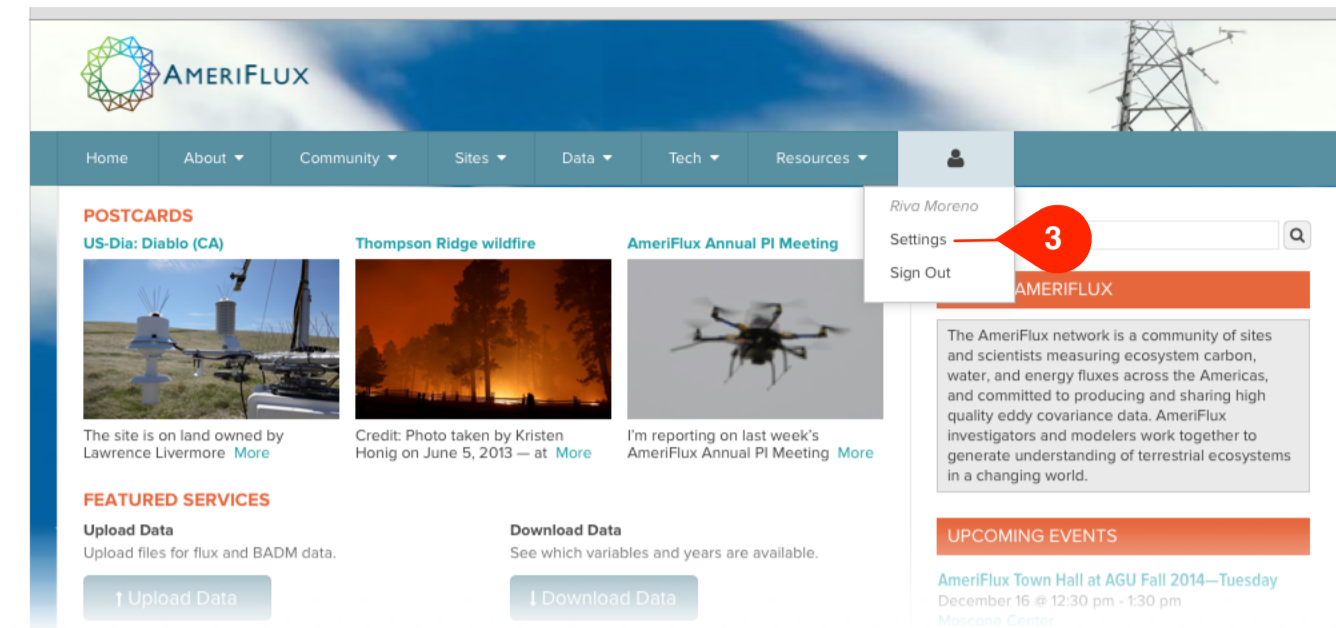 AMERIFLUX
Home About Community Sites Data Tech Resources
Riva Moreno
Settings
Sign Out
3
POSTCARDS
US-Dia: Diablo (CA)
The site is on land owned by
Lawrence Livermore More
Thompson Ridge wildfire
Credit: Photo taken by Kristen
Honig on June 5, 2013 — at More
AmeriFlux Annual PI Meeting
I'm reporting on last week's
AmeriFlux Annual PI Meeting More
FEATURED SERVICES
Upload Data
Upload files for flux and BADM data.
Upload Data
Download Data
See which variables and years are available.
Download Data
AMERIFLUX
The AmeriFlux network is a community of sites
and scientists measuring ecosystem carbon,
water, and energy fluxes across the Americas,
and committed to producing and sharing high
quality eddy covariance data. AmeriFlux
investigators and modelers work together to
generate understanding of terrestrial ecosystems
in a changing world.
UPCOMING EVENTS
AmeriFlux Town Hall at AGU Fall 2014—Tuesday
December 16 @ 12:30 pm - 1:30 pm
Moscone Center